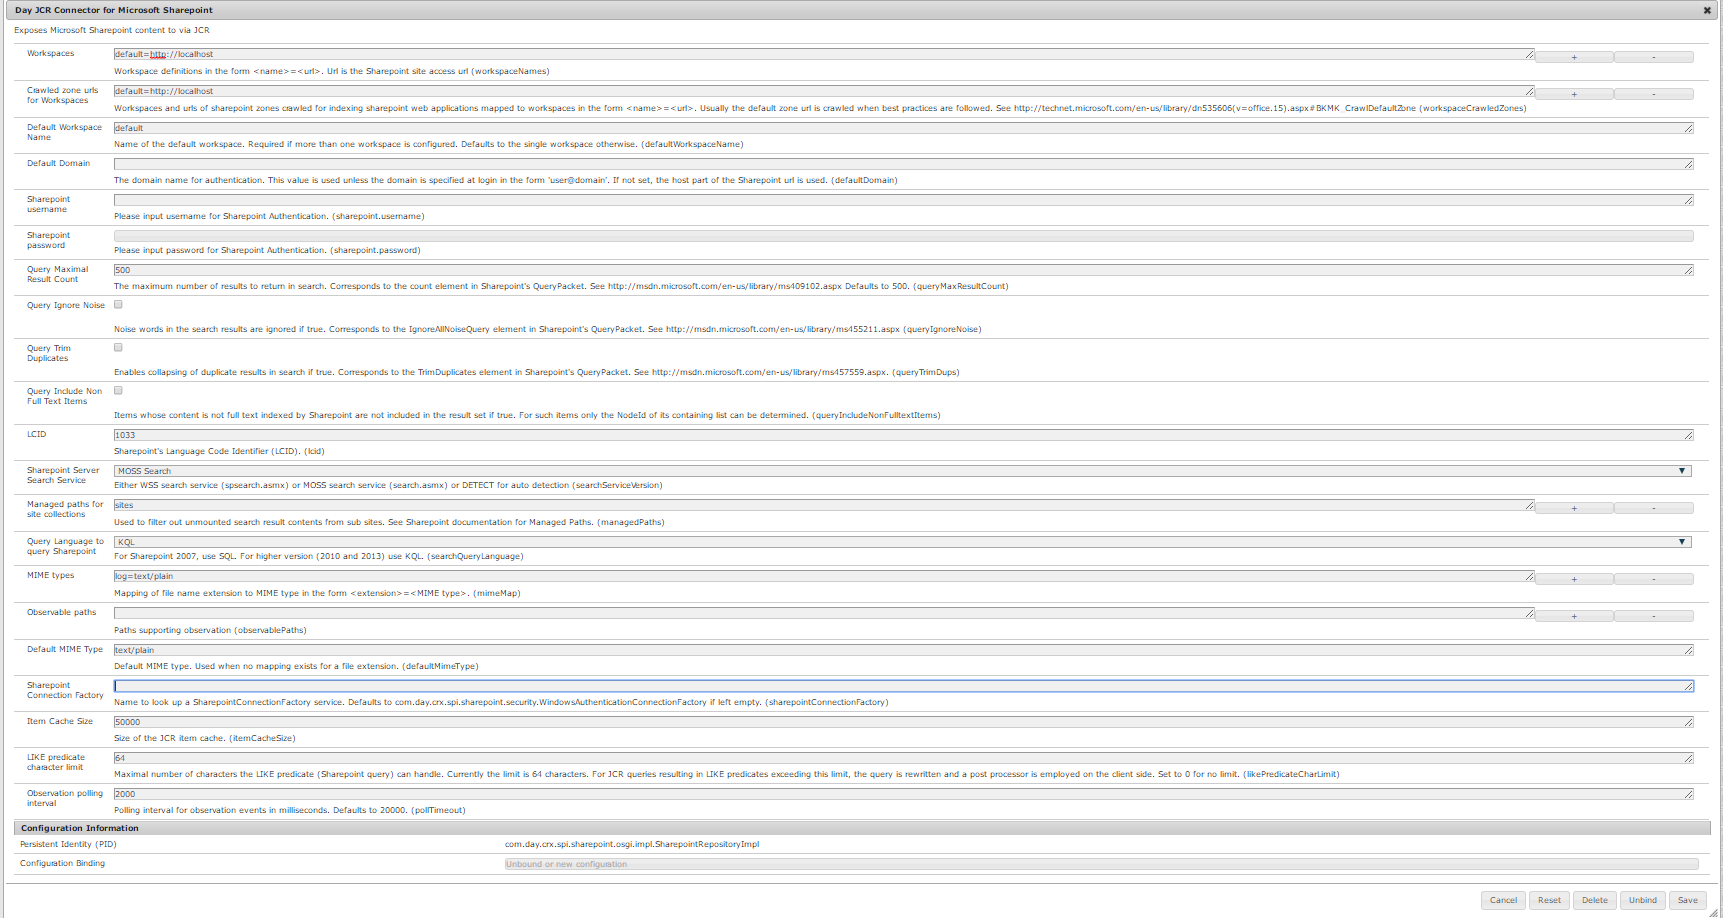 Day JCR Connector for Microsoft Sharepoint
Exposes Microsoft Sharepoint content to via JCR
Workspaces
default=http://localhost
+
-
Workspace definitions in the form <name>=<url>. Url is the Sharepoint site access url (workspaceNames)
Crawled zone urls
for Workspaces
default=http://localhost
+
-
Workspaces and urls of sharepoint zones crawled for indexing sharepoint web applications mapped to workspaces in the form <name>=<url>. Usually the default zone url is crawled when best practices are followed. See http://technet.microsoft.com/en-us/library/dn535606(v=office.15).aspx#BKMK_CrawlDefaultZone (workspaceCrawledZones)
Default Workspace
Name
default
Name of the default workspace. Required if more than one workspace is configured. Defaults to the single workspace otherwise. (defaultWorkspaceName)
Default Domain
The domain name for authentication. This value is used unless the domain is specified at login in the form 'user@domain'. If not set, the host part of the Sharepoint url is used. (defaultDomain)
Sharepoint
username
Please input username for Sharepoint Authentication. (sharepoint.username)
Sharepoint
password
Please input password for Sharepoint Authentication. (sharepoint.password)
Query Maximal
Result Count
500
The maximum number of results to return in search. Corresponds to the count element in Sharepoint's QueryPacket. See http://msdn.microsoft.com/en-us/library/ms409102.aspx Defaults to 500. (queryMaxResultCount)
Query Ignore Noise
Noise words in the search results are ignored if true. Corresponds to the IgnoreAllNoiseQuery element in Sharepoint's QueryPacket. See http://msdn.microsoft.com/en-us/library/ms455211.aspx (queryIgnoreNoise)
Query Trim
Duplicates
Enables collapsing of duplicate results in search if true. Corresponds to the TrimDuplicates element in Sharepoint's QueryPacket. See http://msdn.microsoft.com/en-us/library/ms457559.aspx. (queryTrimDups)
Query Include Non
Full Text Items
Items whose content is not full text indexed by Sharepoint are not included in the result set if true. For such items only the NodeId of its containing list can be determined. (queryIncludeNonFulltextItems)
LCID
1033
Sharepoint's Language Code Identifier (LCID). (lcid)
Sharepoint Server
Search Service
MOSS Search
Either WSS search service (spsearch.asmx) or MOSS search service (search.asmx) or DETECT for auto detection (searchServiceVersion)
Managed paths for
site collections
sites
+
-
Used to filter out unmounted search result contents from sub sites. See Sharepoint documentation for Managed Paths. (managedPaths)
Query Language to
query Sharepoint
KQL
For Sharepoint 2007, use SQL. For higher version (2010 and 2013) use KQL. (searchQueryLanguage)
MIME types
log=text/plain
+
-
Mapping of file name extension to MIME type in the form <extension>=<MIME type>. (mimeMap)
Observable paths
+
-
Paths supporting observation (observablePaths)
Default MIME Type
text/plain
Default MIME type. Used when no mapping exists for a file extension. (defaultMimeType)
Sharepoint
Connection Factory
Name to look up a SharepointConnectionFactory service. Defaults to com.day.crx.spi.sharepoint.security.WindowsAuthenticationConnectionFactory if left empty. (sharepointConnectionFactory)
Item Cache Size
50000
Size of the JCR item cache. (itemCacheSize)
LIKE predicate
character limit
64
Maximal number of characters the LIKE predicate (Sharepoint query) can handle. Currently the limit is 64 characters. For JCR queries resulting in LIKE predicates exceeding this limit, the query is rewritten and a post processor is employed on the client side. Set to 0 for no limit. (likePredicateCharLimit)
Observation polling
interval
2000
Polling interval for observation events in milliseconds. Defaults to 20000. (pollTimeout)
Configuration Information
Persistent Identity (PID)
com.day.crx.spi.sharepoint.osgi.impl.SharepointRepositoryImpl
Configuration Binding
Unbound or new configuration
Cancel
Reset
Delete
Unbind
Save